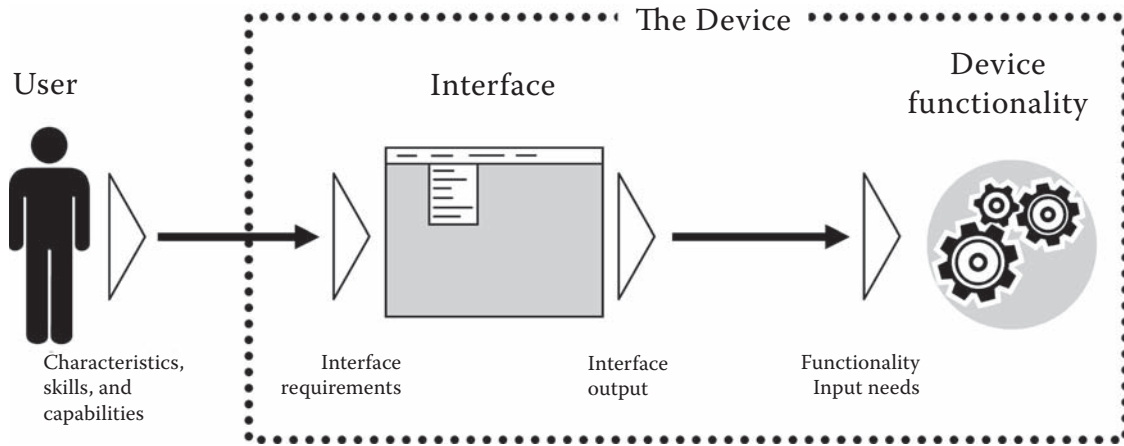 The Device
User
Interface
Device
functionality
Characteristics,
skills, and
capabilities
Interface
requirements
Interface
output
Functionality
Input needs